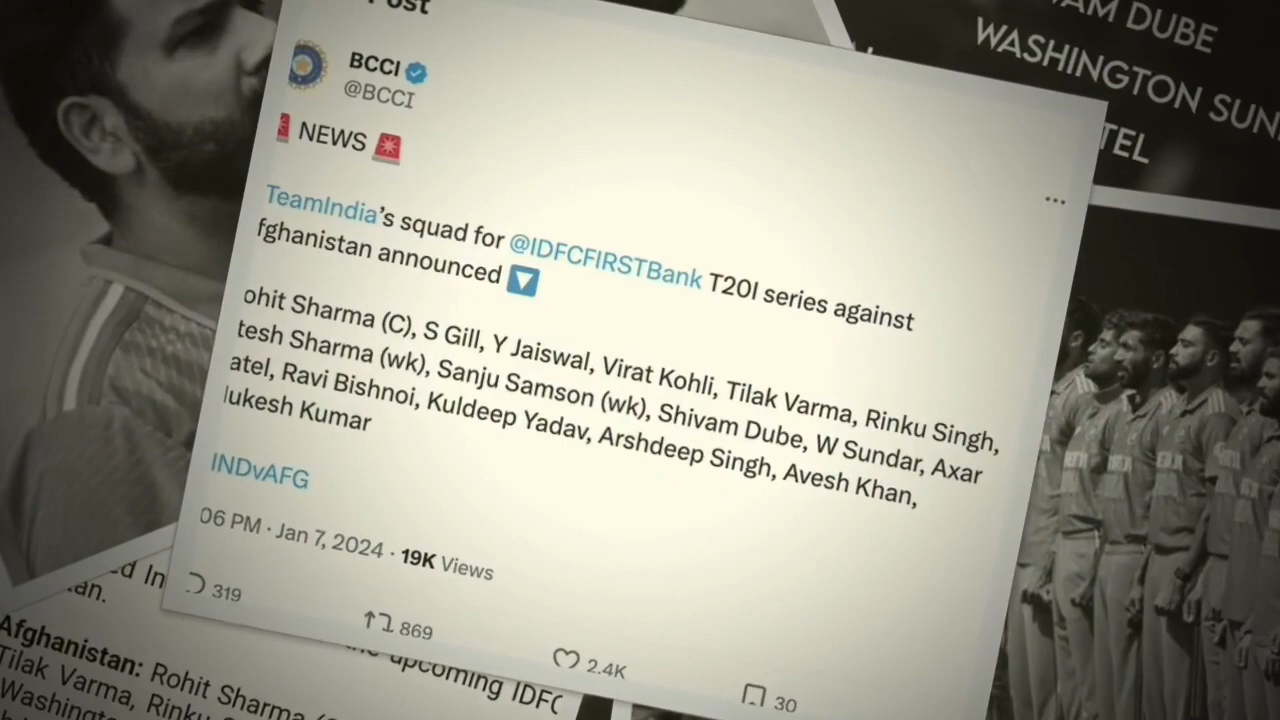 Post
BCCI
@BCCI
NEWS
TeamIndia's squad for @IDFCFIRSTBank T20I series against
fghanistan announced
ohit Sharma (C), S Gill, Y Jaiswal, Virat Kohli, Tilak Varma, Rinku Singh,
tesh Sharma (wk), Sanju Samson (wk), Shivam Dube, W Sundar, Axar
atel, Ravi Bishnoi, Kuldeep Yadav, Arshdeep Singh, Avesh Khan,
lukesh Kumar
INDvAFG
06 PM · Jan 7, 2024 · 19K Views
319
869
2.4K
30
AM DUBE
WASHINGTON SUN
TEL
ed In
an.
upcoming IDFC
Afghanistan: Rohit Sharma
Tilak Varma, Rinku
Washingto